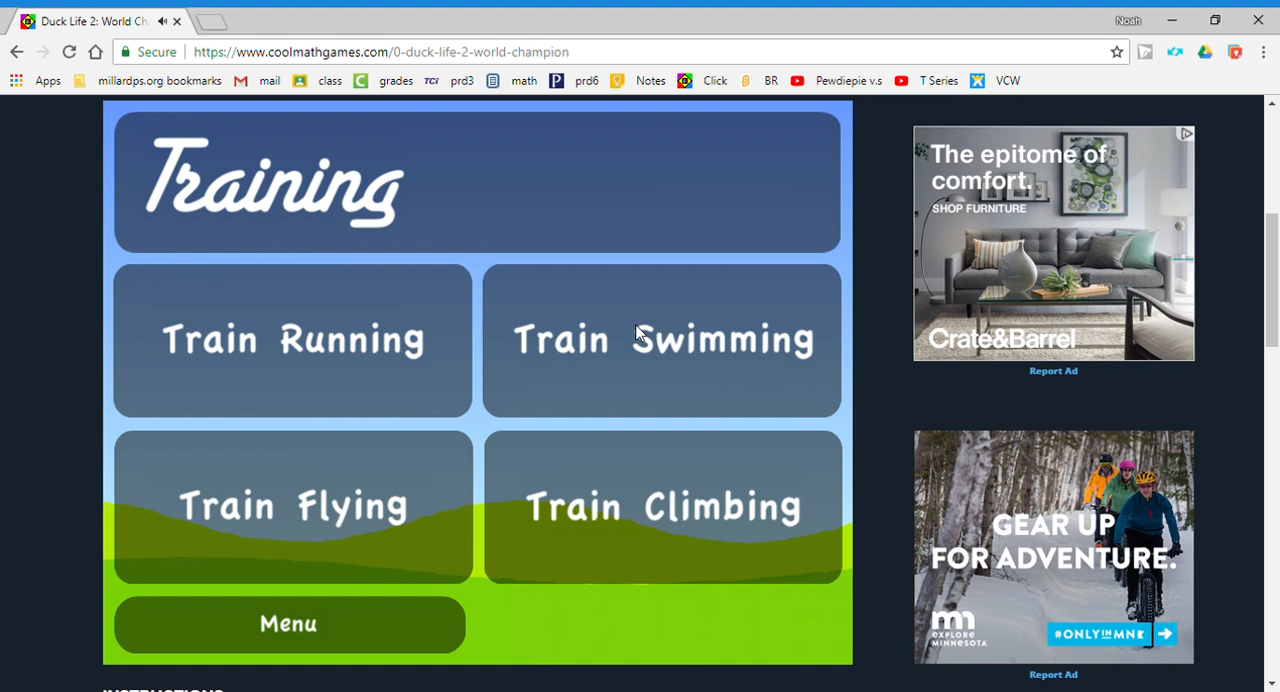 Duck Life 2: World Ch
Noah
Secure
https://www.coolmathgames.com/0-duck-life-2-world-champion
Apps
millardps.org bookmarks
mail
class
grades
TCI
prd3
math
prd6
Notes
Click
BR
Pewdiepie v.s
T Series
VCW
Training
Train Running
Train Swimming
Train Flying
Train Climbing
Menu
The epitome of
comfort.
SHOP FURNITURE
Crate&Barrel
Report Ad
GEAR UP
FOR ADVENTURE.
mn
EXPLORE
MINNESOTA
#ONLYINMN
Report Ad
INSTRUCTIONS